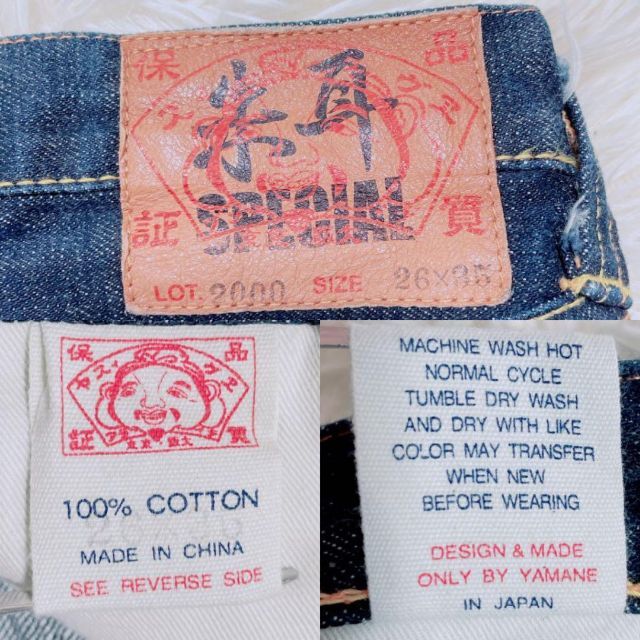 保 品
朱耳
SPECIAL
証 質
LOT. 2000 SIZE 26×35
保 品
証 質
100% COTTON
MADE IN CHINA
SEE REVERSE SIDE
MACHINE WASH HOT
NORMAL CYCLE
TUMBLE DRY WASH
AND DRY WITH LIKE
COLOR MAY TRANSFER
WHEN NEW
BEFORE WEARING
DESIGN & MADE
ONLY BY YAMANE
IN JAPAN